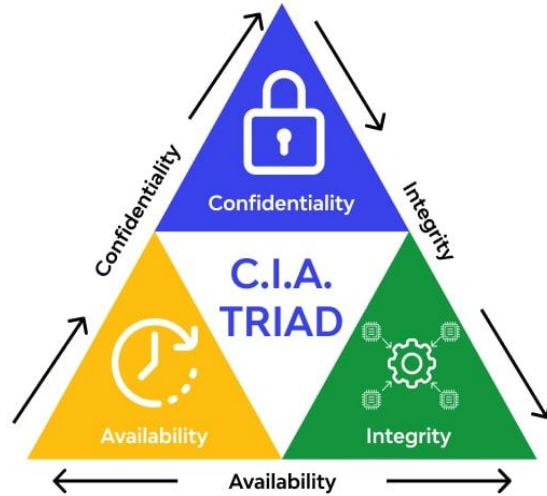 Confidentiality
Confidentiality
Integrity
C.I.A.
TRIAD
Availability
Integrity
Availability